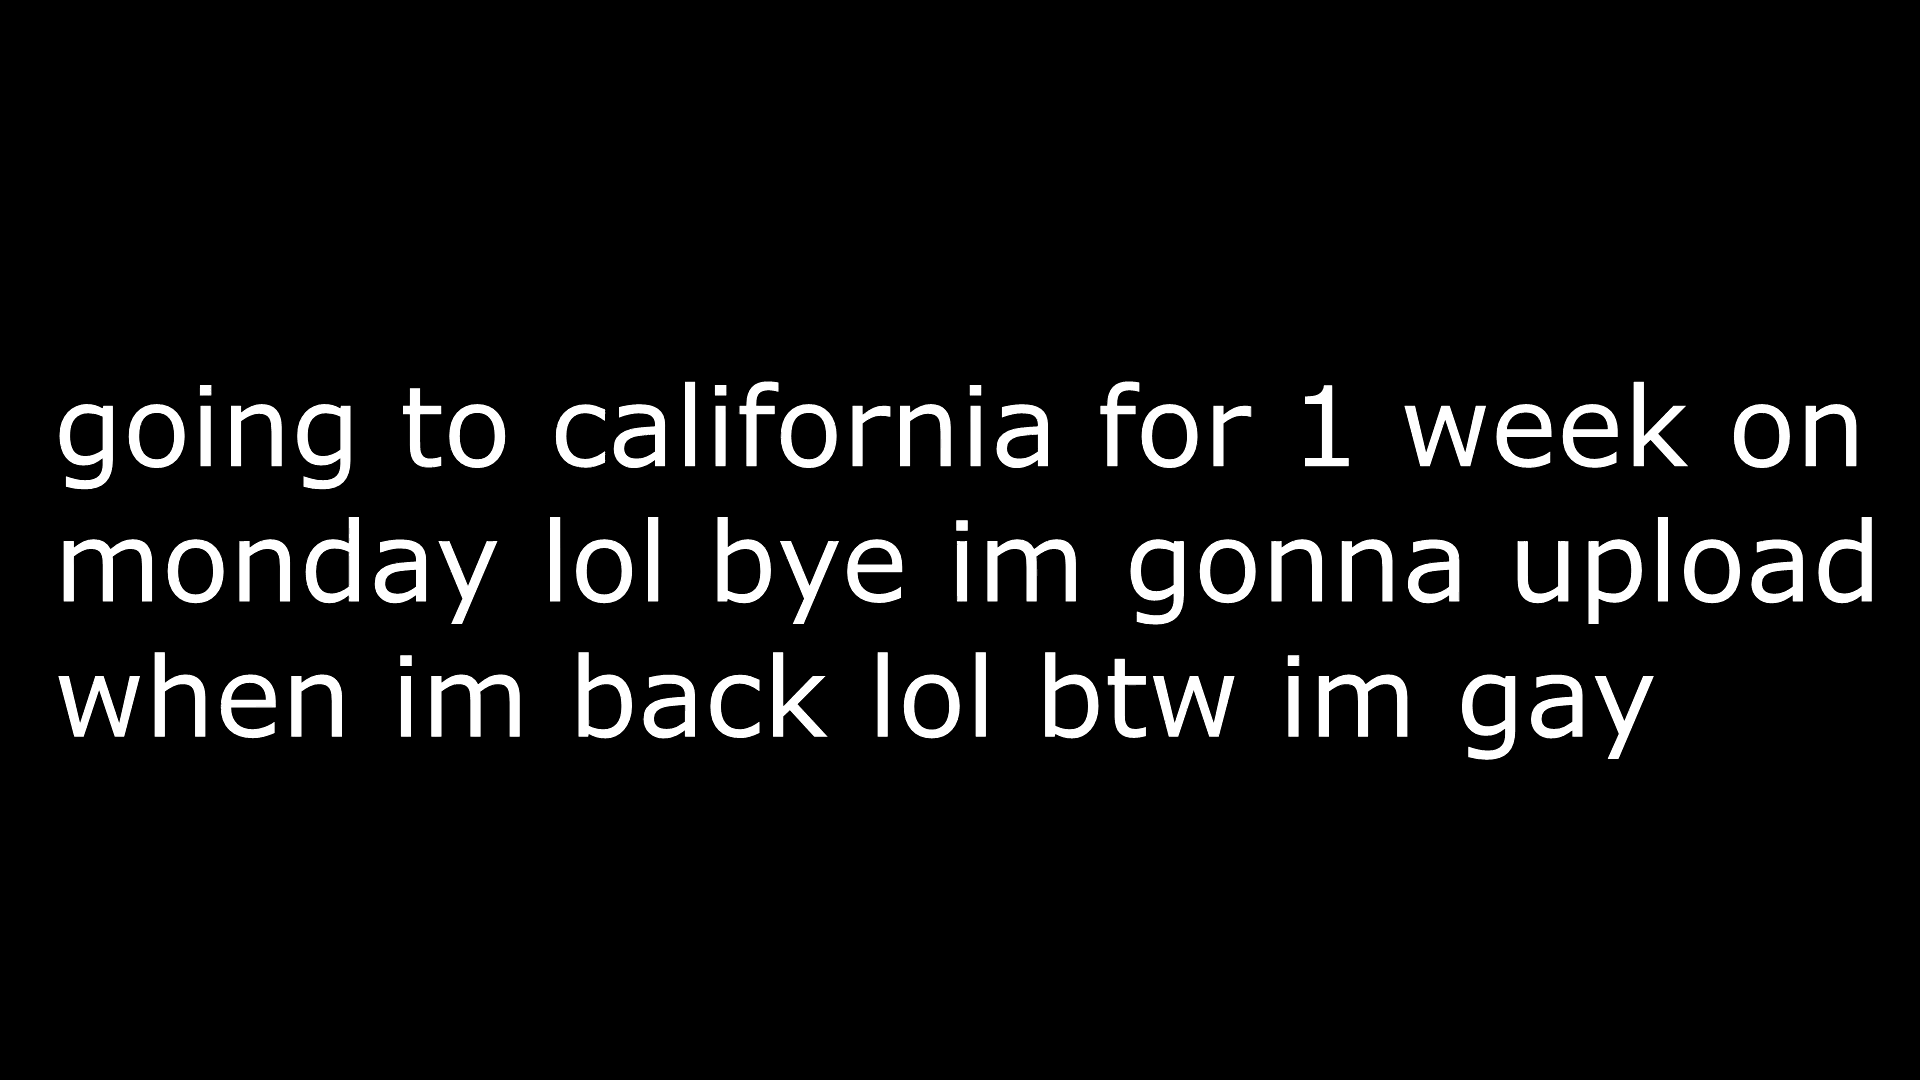 going to california for 1 week on
monday lol bye im gonna upload
when im back lol btw im gay